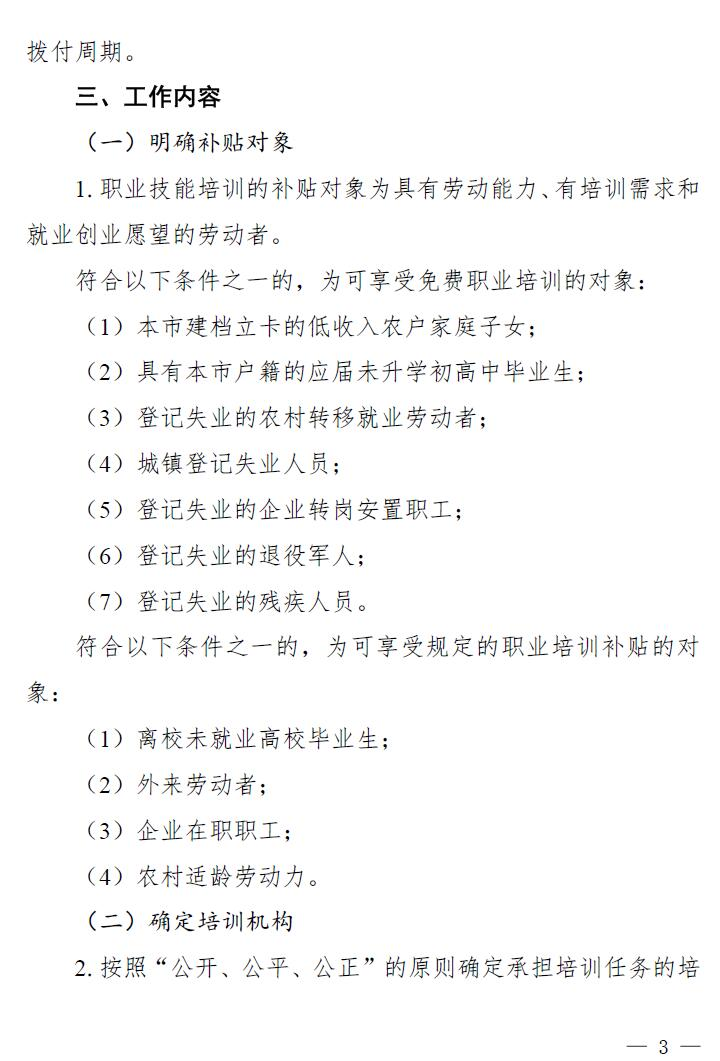 拨付周期。
三、工作内容
（一）明确补贴对象
1. 职业技能培训的补贴对象为具有劳动能力、有培训需求和
就业创业愿望的劳动者。
符合以下条件之一的，为可享受免费职业培训的对象：
（1）本市建档立卡的低收入农户家庭子女；
（2）具有本市户籍的应届未升学初高中毕业生；
（3）登记失业的农村转移就业劳动者；
（4）城镇登记失业人员；
（5）登记失业的企业转岗安置职工；
（6）登记失业的退役军人；
（7）登记失业的残疾人员。
符合以下条件之一的，为可享受规定的职业培训补贴的对
象：
（1）离校未就业高校毕业生；
（2）外来劳动者；
（3）企业在职职工；
（4）农村适龄劳动力。
（二）确定培训机构
2. 按照“公开、公平、公正”的原则确定承担培训任务的培
— 3 —